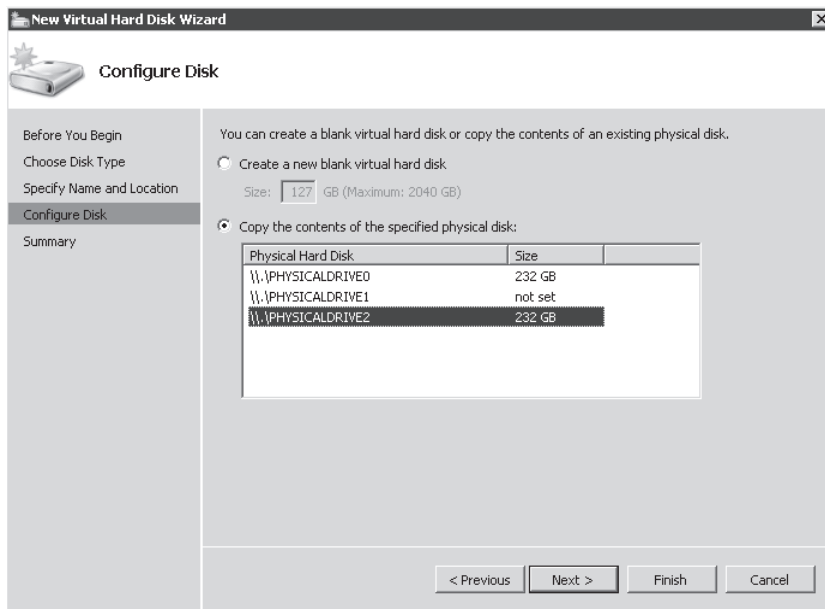 New Virtual Hard Disk Wizard
Configure Disk
Before You Begin
Choose Disk Type
Specify Name and Location
Configure Disk
Summary
You can create a blank virtual hard disk or copy the contents of an existing physical disk.
Create a new blank virtual hard disk
Size: 127 GB (Maximum: 2040 GB)
Copy the contents of the specified physical disk:
Physical Hard Disk Size
\\.\PHYSICALDRIVE0 232 GB
\\.\PHYSICALDRIVE1 not set
\\.\PHYSICALDRIVE2 232 GB
< Previous Next > Finish Cancel